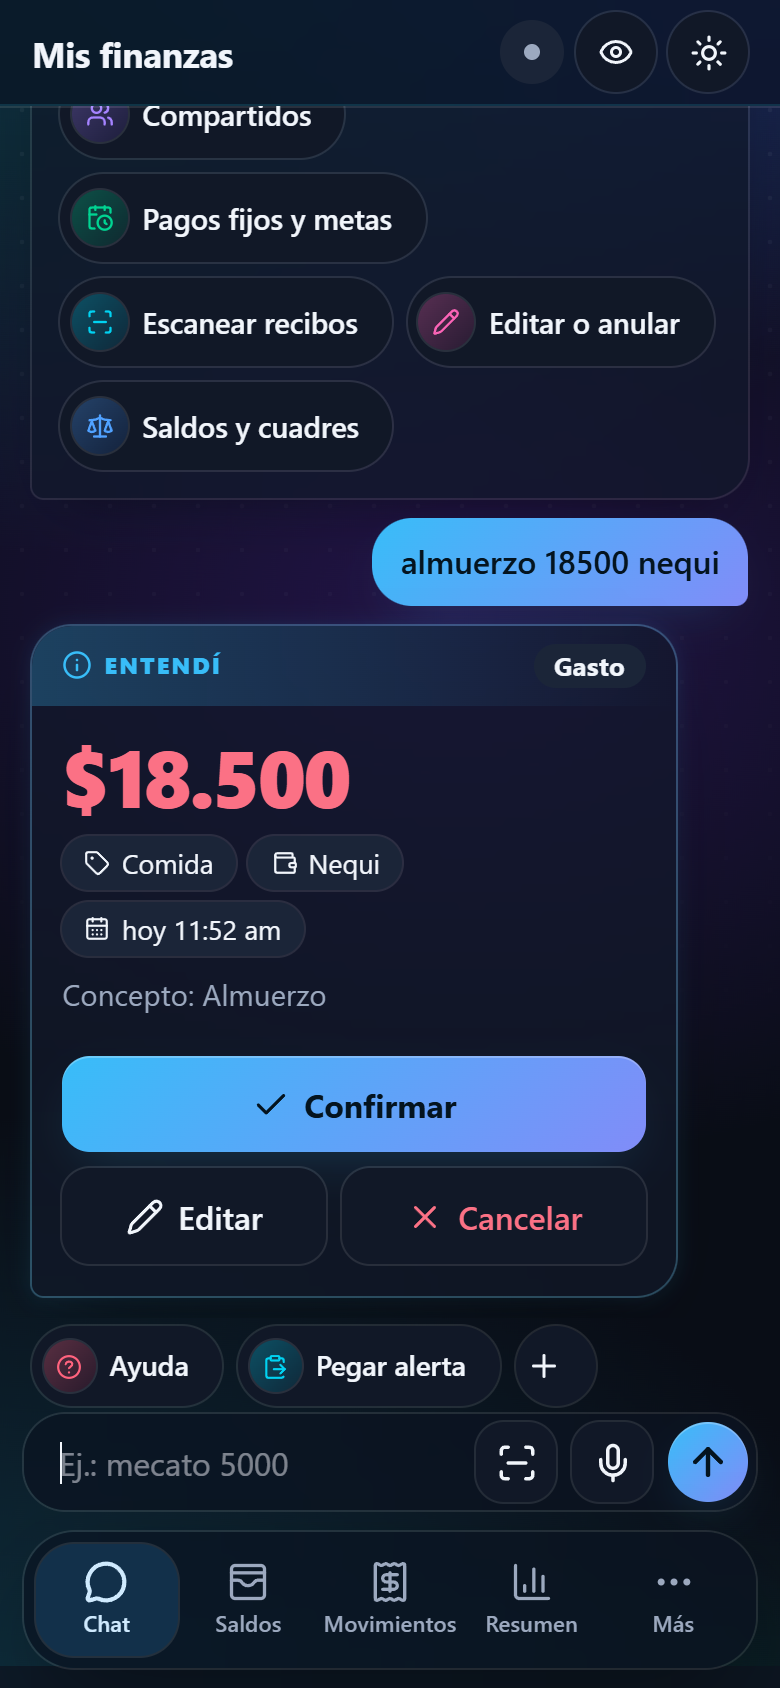 Mis finanzas
Compartidos
Pagos fijos y metas
Escanear recibos
Editar o anular
Saldos y cuadres
almuerzo 18500 nequi
ENTENDÍ
Gasto
$18.500
Comida
Nequi
hoy 11:52 am
Concepto: Almuerzo
Confirmar
Editar
Cancelar
Ayuda
Pegar alerta
Ej.: mecato 5000
Chat
Saldos
Movimientos
Resumen
Más